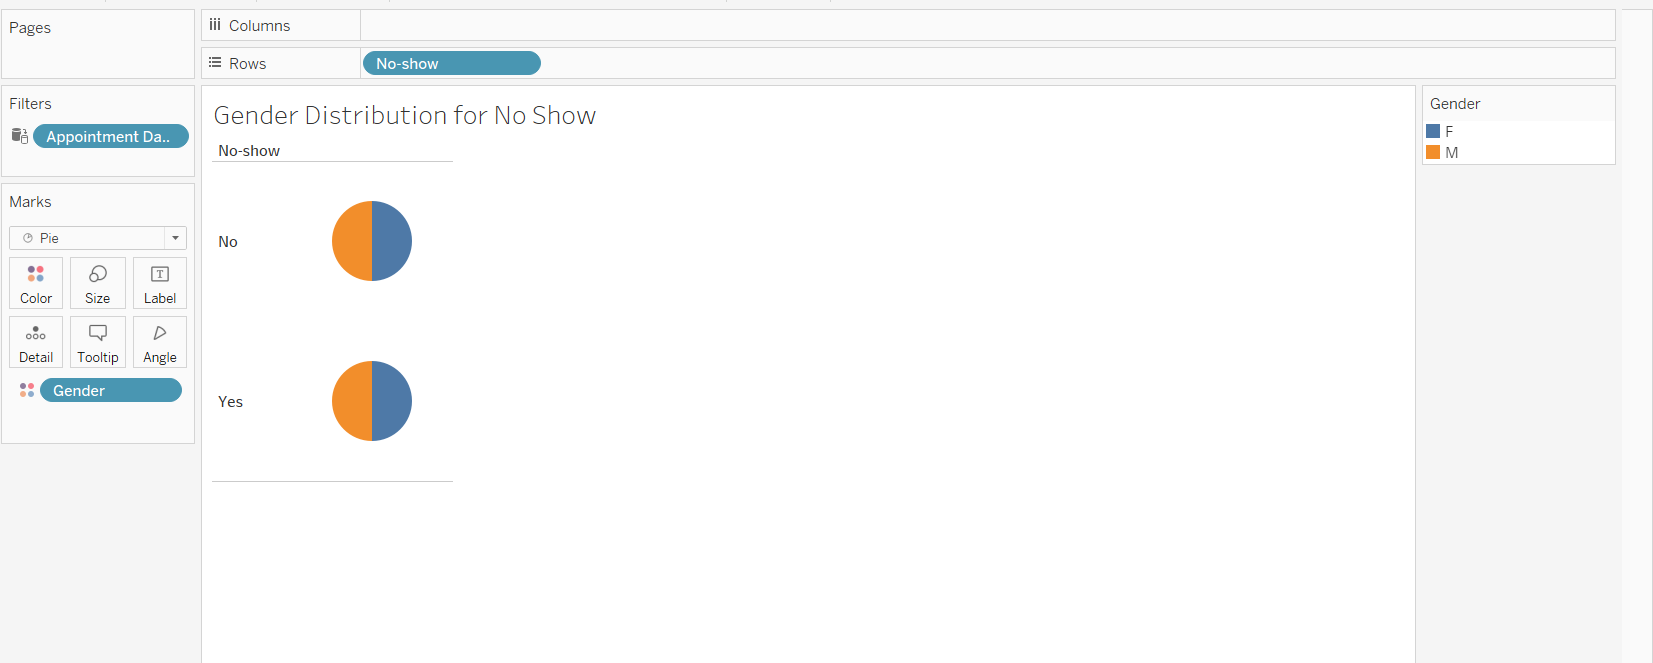 Pages
Columns
Rows
No-show
Filters
Appointment Da..
Marks
Pie
Color
Size
Label
Detail
Tooltip
Angle
Gender
Gender Distribution for No Show
No-show
No
Yes
Gender
F
M